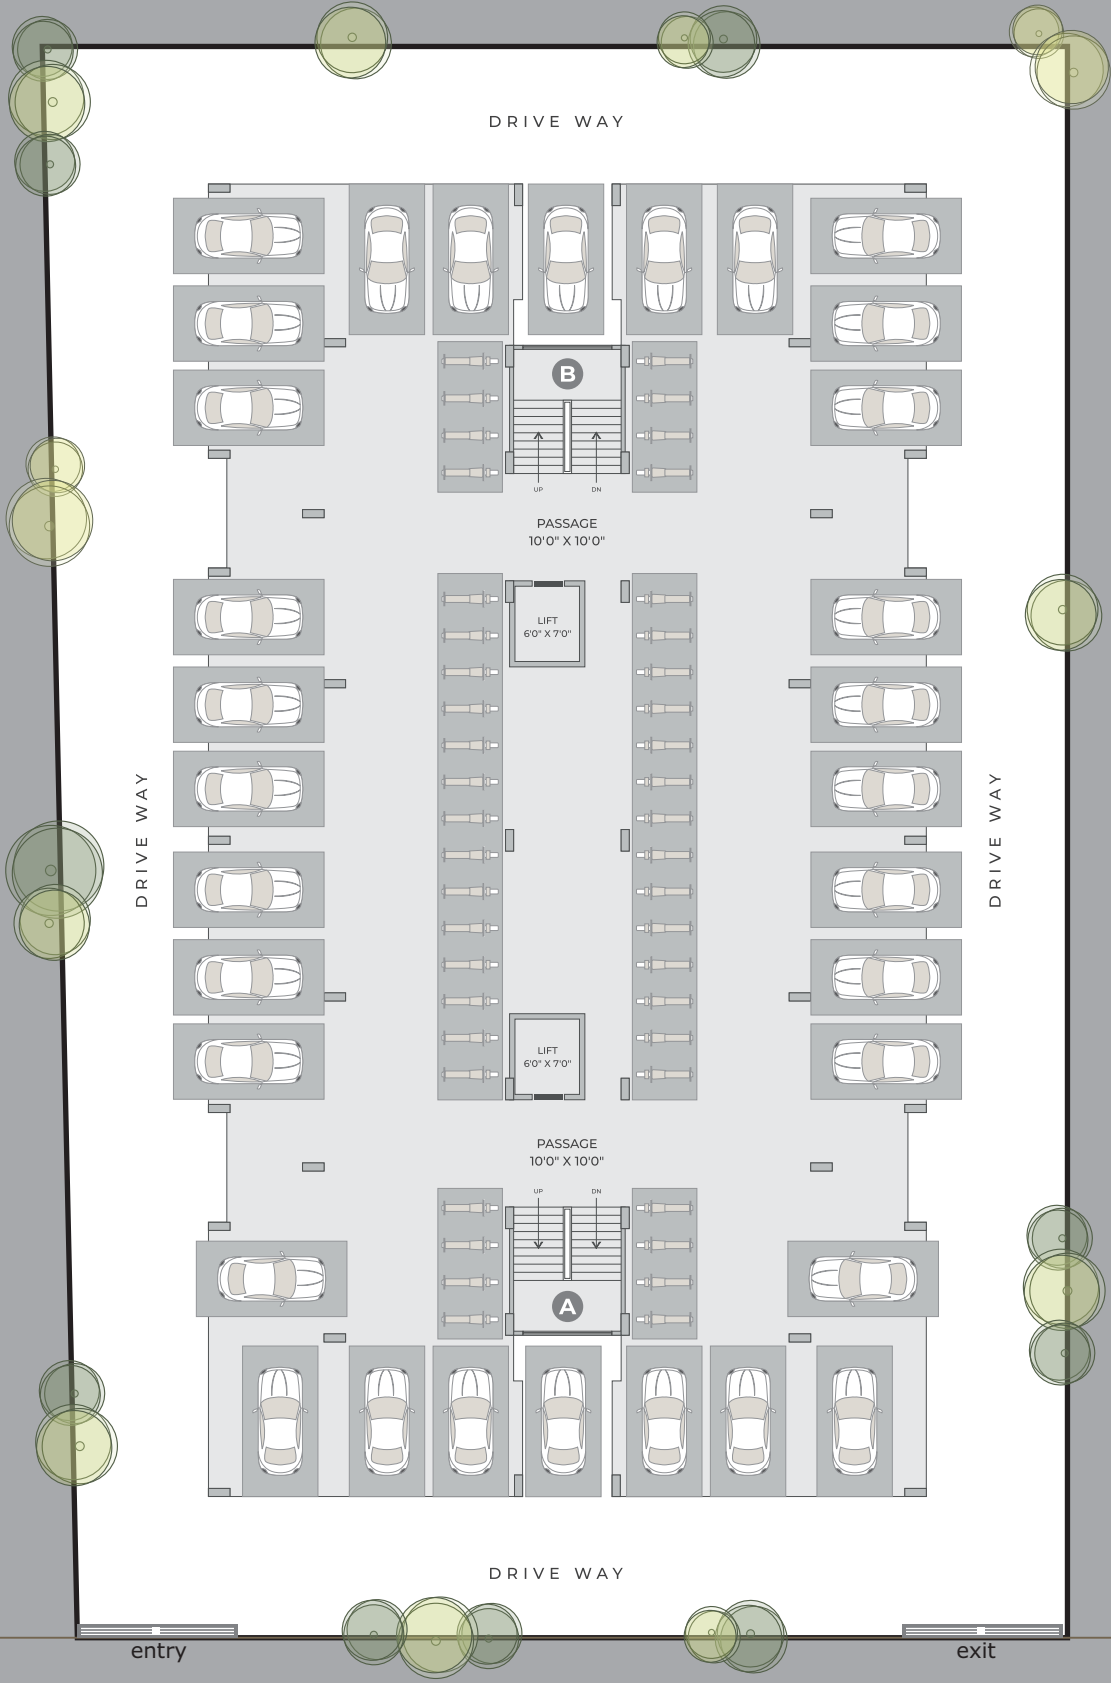 DRIVE WAY
B
UP
DN
PASSAGE
10'0" X 10'0"
LIFT
6'0" X 7'0"
DRIVE WAY
DRIVE WAY
LIFT
6'0" X 7'0"
PASSAGE
10'0" X 10'0"
UP
DN
A
DRIVE WAY
entry
exit